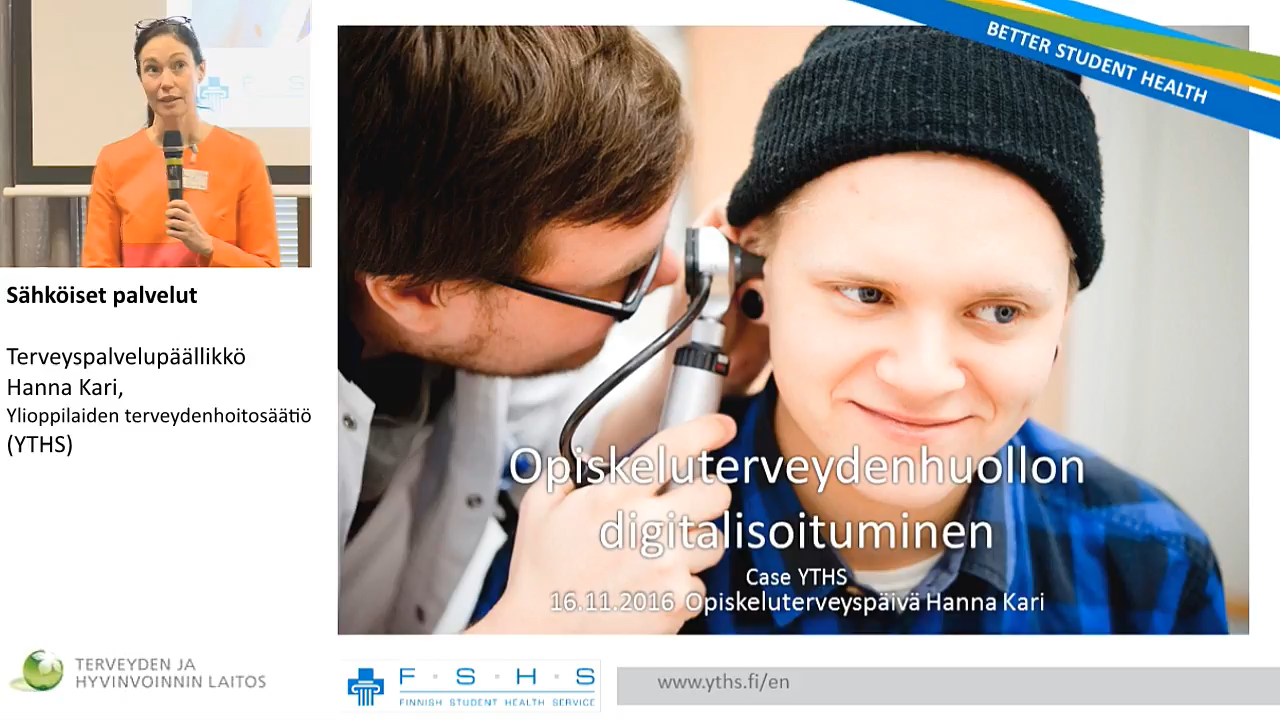 Sähköiset palvelut
Terveyspalvelupäällikkö
Hanna Kari,
Ylioppilaiden terveydenhoitosäätiö
(YTHS)
TERVEYDEN JA
HYVINVOINNIN LAITOS
BETTER STUDENT HEALTH
Opiskeluterveydenhuollon
digitalisoituminen
Case YTHS
16.11.2016 Opiskeluterveyspäivä Hanna Kari
F·S·H·S
FINNISH STUDENT HEALTH SERVICE
www.yths.fi/en